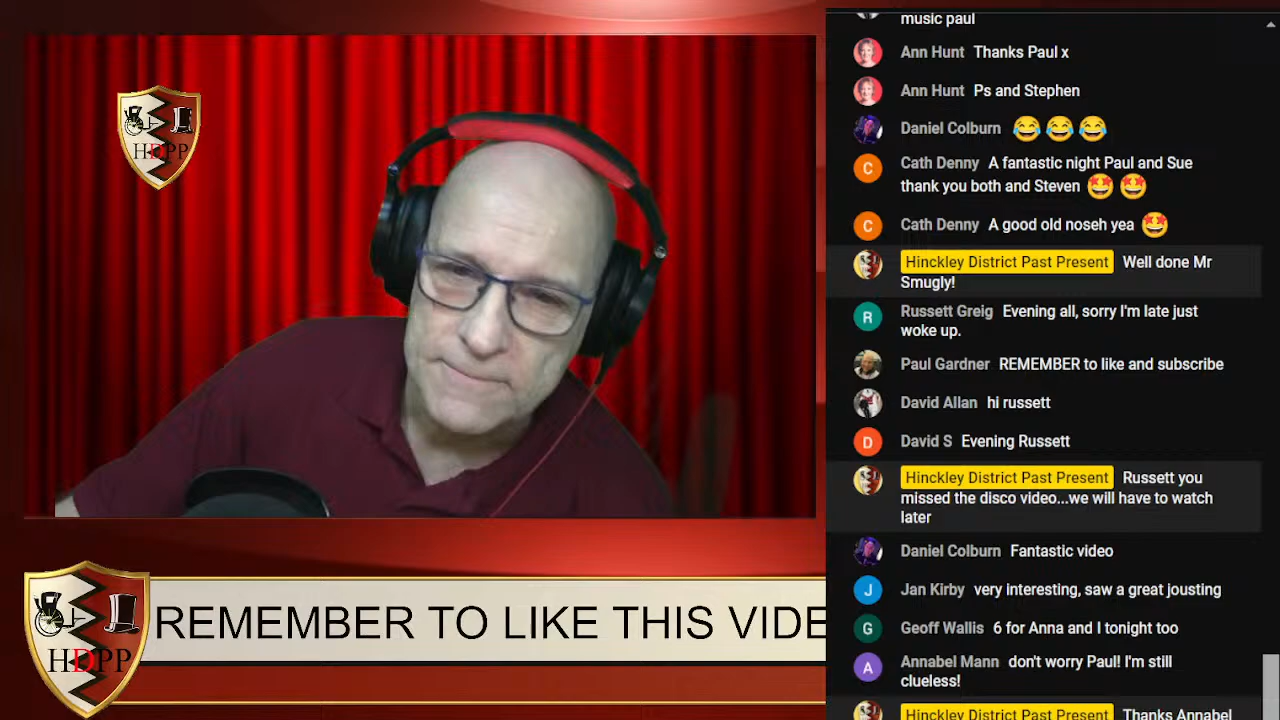 HDPP
HDPP
REMEMBER TO LIKE THIS VIDE
music paul
Ann Hunt Thanks Paul x
Ann Hunt Ps and Stephen
Daniel Colburn 😂😂😂
Cath Denny A fantastic night Paul and Sue
thank you both and Steven 🤩🤩
Cath Denny A good old noseh yea 🤩
Hinckley District Past Present Well done Mr
Smugly!
Russett Greig Evening all, sorry I'm late just
woke up.
Paul Gardner REMEMBER to like and subscribe
David Allan hi russett
David S Evening Russett
Hinckley District Past Present Russett you
missed the disco video...we will have to watch
later
Daniel Colburn Fantastic video
Jan Kirby very interesting, saw a great jousting
Geoff Wallis 6 for Anna and I tonight too
Annabel Mann don't worry Paul! I'm still
clueless!
Hinckley District Past Present Thanks Annabel